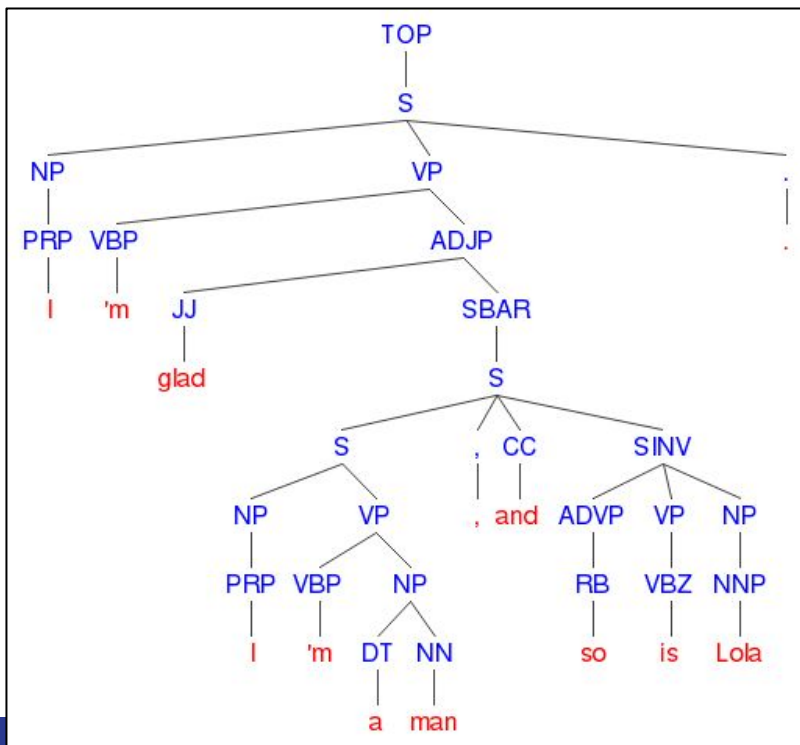 TOP
S
NP VP .
PRP VBP ADJP .
I 'm JJ SBAR
glad S
S , CC SINV
NP VP , and ADVP VP NP
PRP VBP NP RB VBZ NNP
I 'm DT NN so is Lola
a man